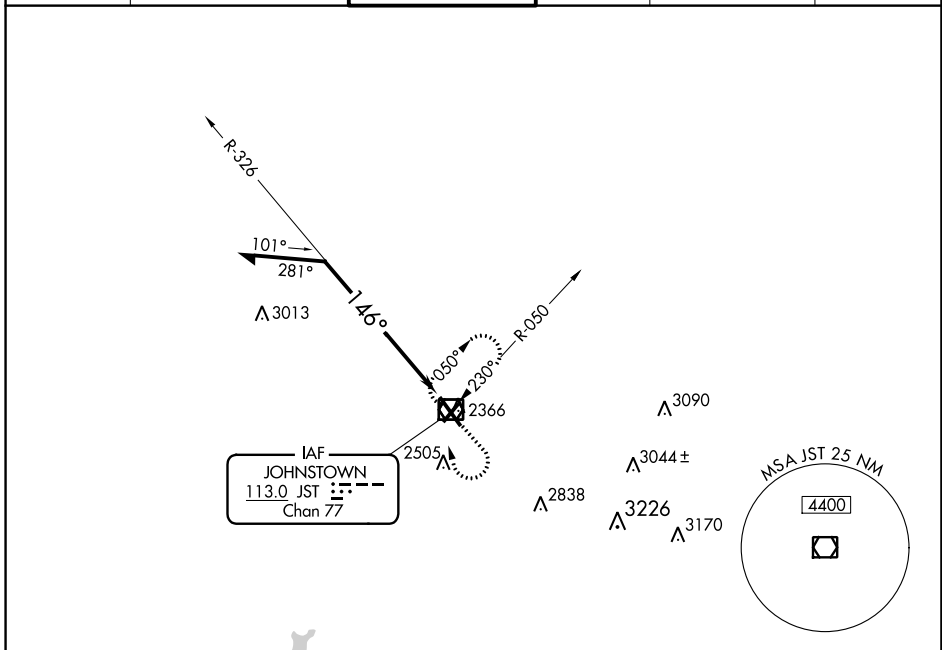 R-326
101°
281°
3013
146°
R-050
050°
230°
2366
3090
2505
3044±
IAF
JOHNSTOWN
113.0 JST
Chan 77
2838
3226
3170
MSA JST 25 NM
4400